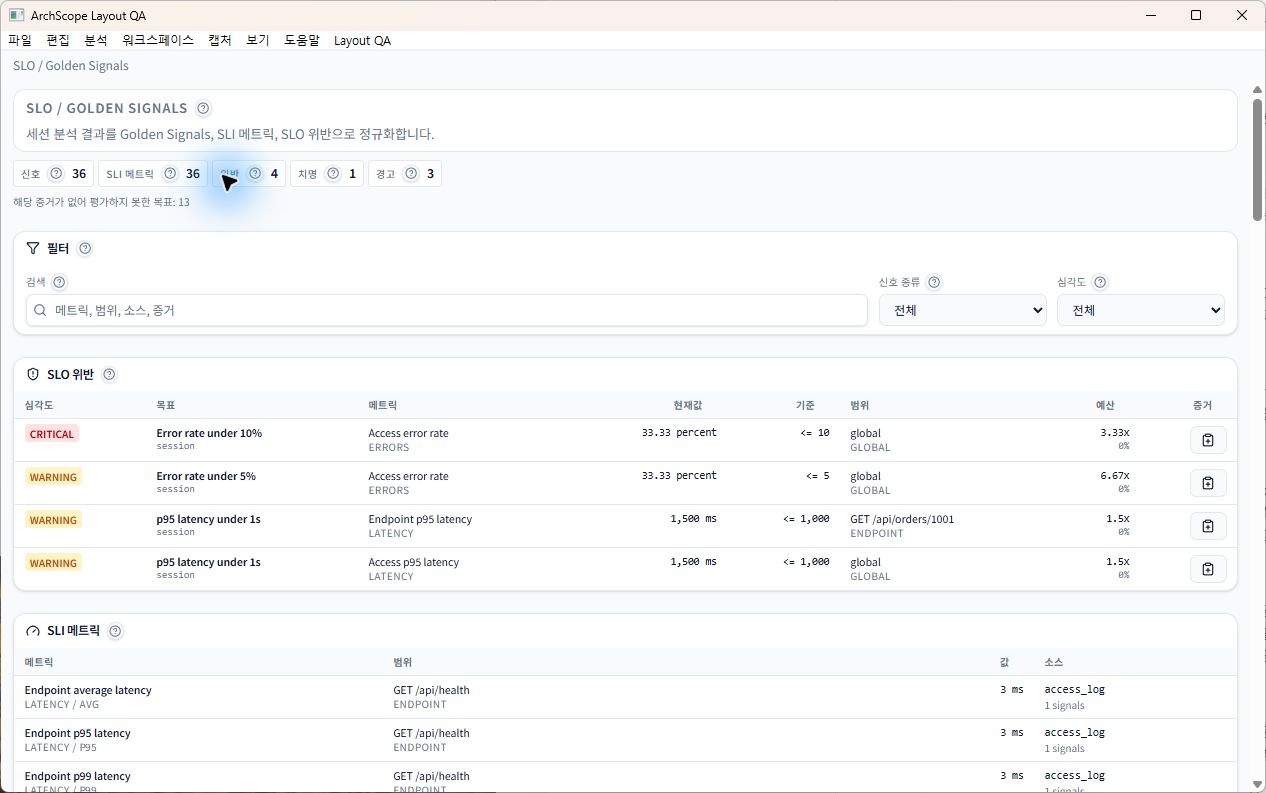 ArchScope Layout QA
파일 편집 분석 워크스페이스 캡처 보기 도움말 Layout QA
SLO / Golden Signals
SLO / GOLDEN SIGNALS
세션 분석 결과를 Golden Signals, SLI 메트릭, SLO 위반으로 정규화합니다.
신호 36 SLI 메트릭 36 위반 4 치명 1 경고 3
해당 증거가 없어 평가하지 못한 목표: 13
필터
검색 신호 종류 심각도
메트릭, 범위, 소스, 증거 전체 전체
SLO 위반
심각도 목표 메트릭 현재값 기준 범위 예산 증거
CRITICAL Error rate under 10% Access error rate 33.33 percent <= 10 global 3.33x
session ERRORS GLOBAL 0%
WARNING Error rate under 5% Access error rate 33.33 percent <= 5 global 6.67x
session ERRORS GLOBAL 0%
WARNING p95 latency under 1s Endpoint p95 latency 1,500 ms <= 1,000 GET /api/orders/1001 1.5x
session LATENCY ENDPOINT 0%
WARNING p95 latency under 1s Access p95 latency 1,500 ms <= 1,000 global 1.5x
session LATENCY GLOBAL 0%
SLI 메트릭
메트릭 범위 값 소스
Endpoint average latency GET /api/health 3 ms access_log
LATENCY / AVG ENDPOINT 1 signals
Endpoint p95 latency GET /api/health 3 ms access_log
LATENCY / P95 ENDPOINT 1 signals
Endpoint p99 latency GET /api/health 3 ms access_log
LATENCY / P99 ENDPOINT 1 signals